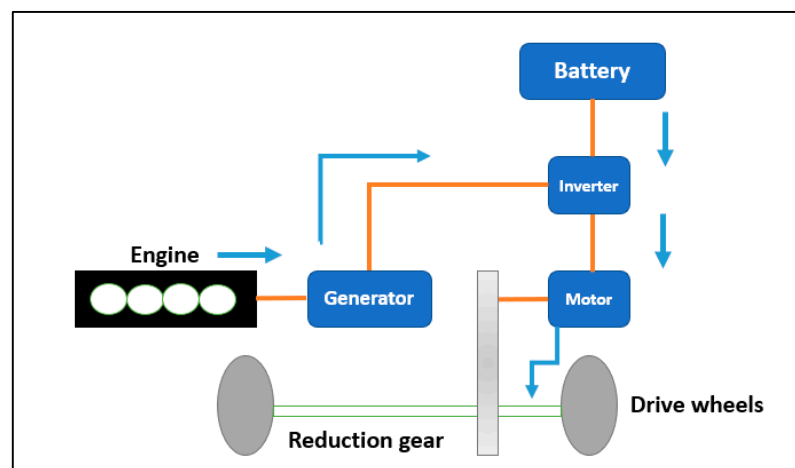 Battery
Inverter
Engine
Generator
Motor
Drive wheels
Reduction gear